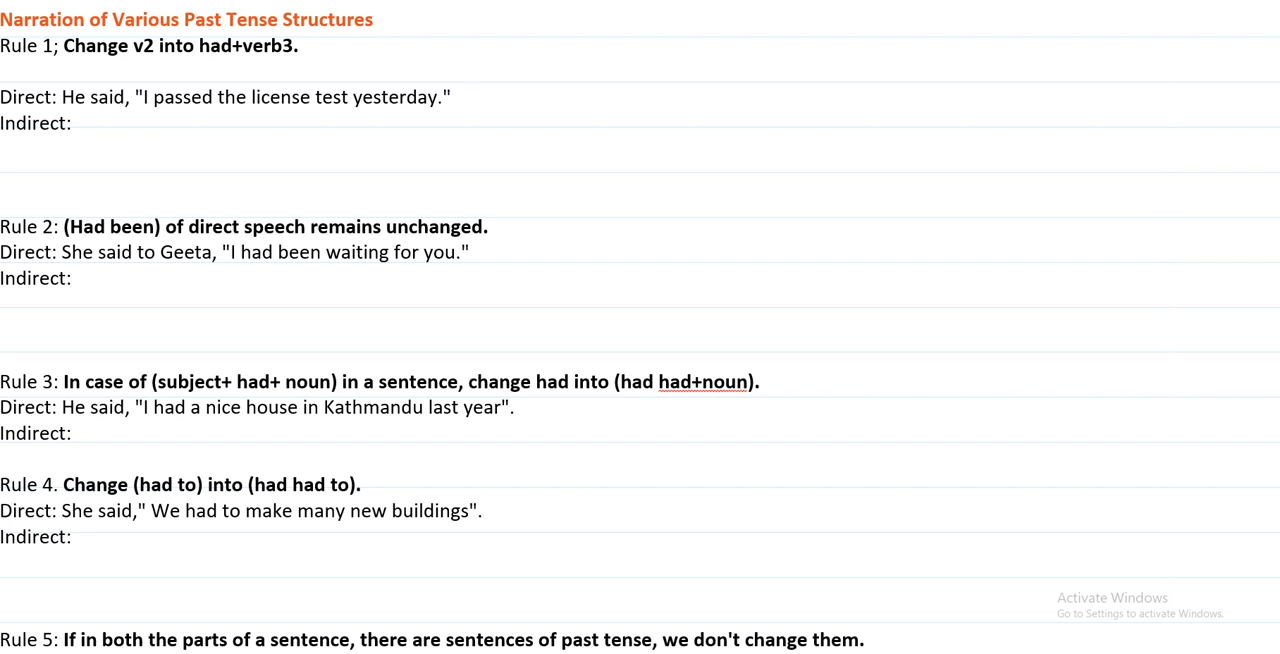 Narration of Various Past Tense Structures
Rule 1; Change v2 into had+verb3.
Direct: He said, "I passed the license test yesterday."
Indirect:
Rule 2: (Had been) of direct speech remains unchanged.
Direct: She said to Geeta, "I had been waiting for you."
Indirect:
Rule 3: In case of (subject+ had+ noun) in a sentence, change had into (had had+noun).
Direct: He said, "I had a nice house in Kathmandu last year".
Indirect:
Rule 4. Change (had to) into (had had to).
Direct: She said," We had to make many new buildings".
Indirect:
Activate Windows
Go to Settings to activate Windows.
Rule 5: If in both the parts of a sentence, there are sentences of past tense, we don't change them.